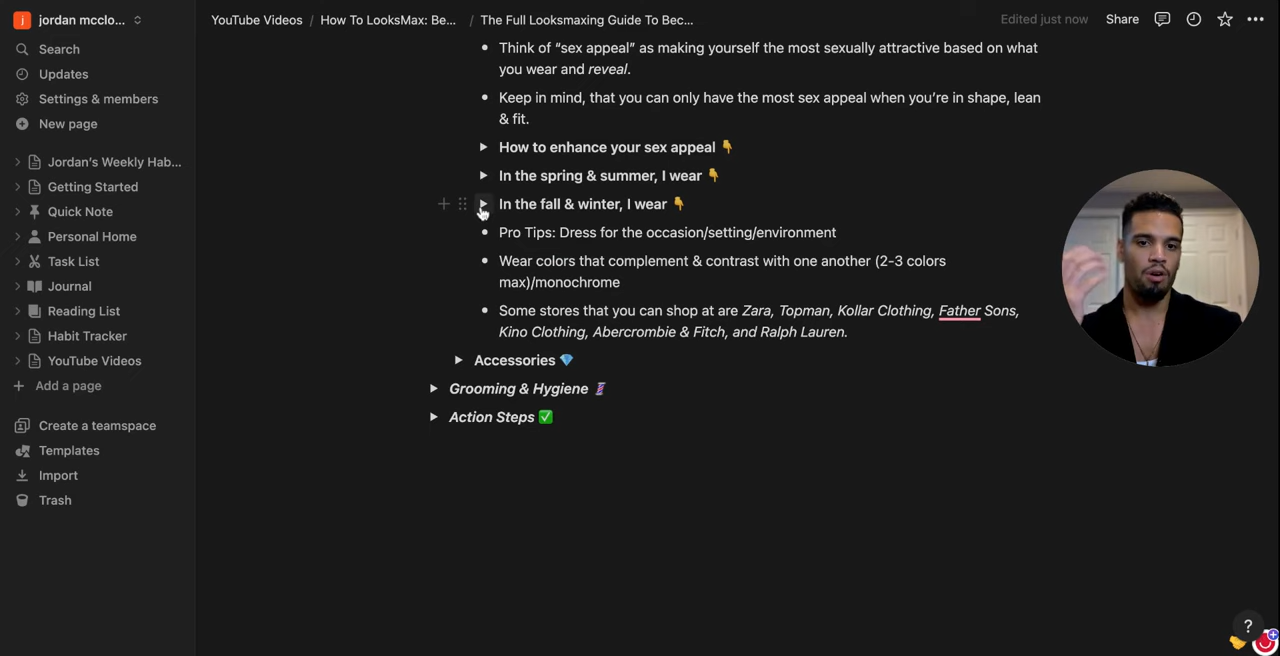 j jordan mcclo...
Search
Updates
Settings & members
New page
Jordan's Weekly Hab...
Getting Started
Quick Note
Personal Home
Task List
Journal
Reading List
Habit Tracker
YouTube Videos
Add a page
Create a teamspace
Templates
Import
Trash
YouTube Videos / How To LooksMax: Be... / The Full Looksmaxing Guide To Bec...
Edited just now Share
Think of “sex appeal” as making yourself the most sexually attractive based on what
you wear and reveal.
Keep in mind, that you can only have the most sex appeal when you’re in shape, lean
& fit.
How to enhance your sex appeal 👇
In the spring & summer, I wear 👇
In the fall & winter, I wear 👇
Pro Tips: Dress for the occasion/setting/environment
Wear colors that complement & contrast with one another (2-3 colors
max)/monochrome
Some stores that you can shop at are Zara, Topman, Kollar Clothing, Father Sons,
Kino Clothing, Abercrombie & Fitch, and Ralph Lauren.
Accessories 💎
Grooming & Hygiene 💈
Action Steps ✅
?